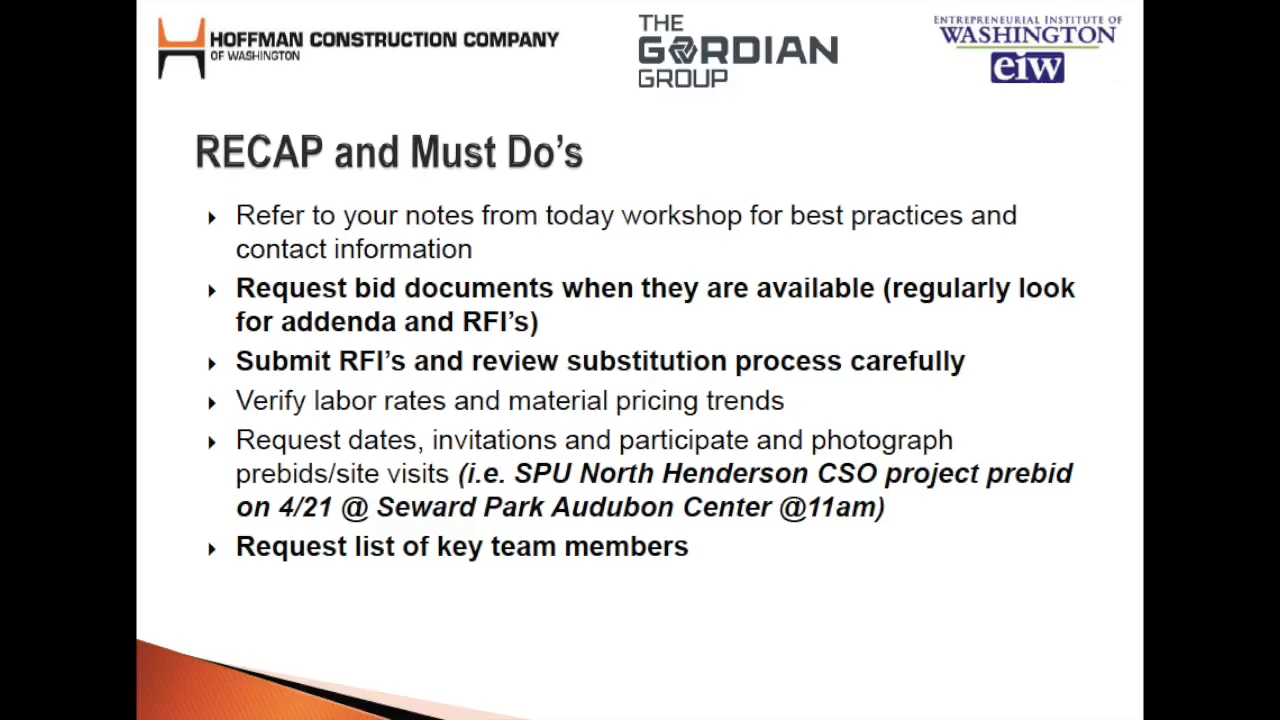 HOFFMAN CONSTRUCTION COMPANY
OF WASHINGTON
THE
GORDIAN
GROUP
ENTREPRENEURIAL INSTITUTE OF
WASHINGTON
eiw
RECAP and Must Do's
Refer to your notes from today workshop for best practices and
contact information
Request bid documents when they are available (regularly look
for addenda and RFI's)
Submit RFI's and review substitution process carefully
Verify labor rates and material pricing trends
Request dates, invitations and participate and photograph
prebids/site visits (i.e. SPU North Henderson CSO project prebid
on 4/21 @ Seward Park Audubon Center @11am)
Request list of key team members